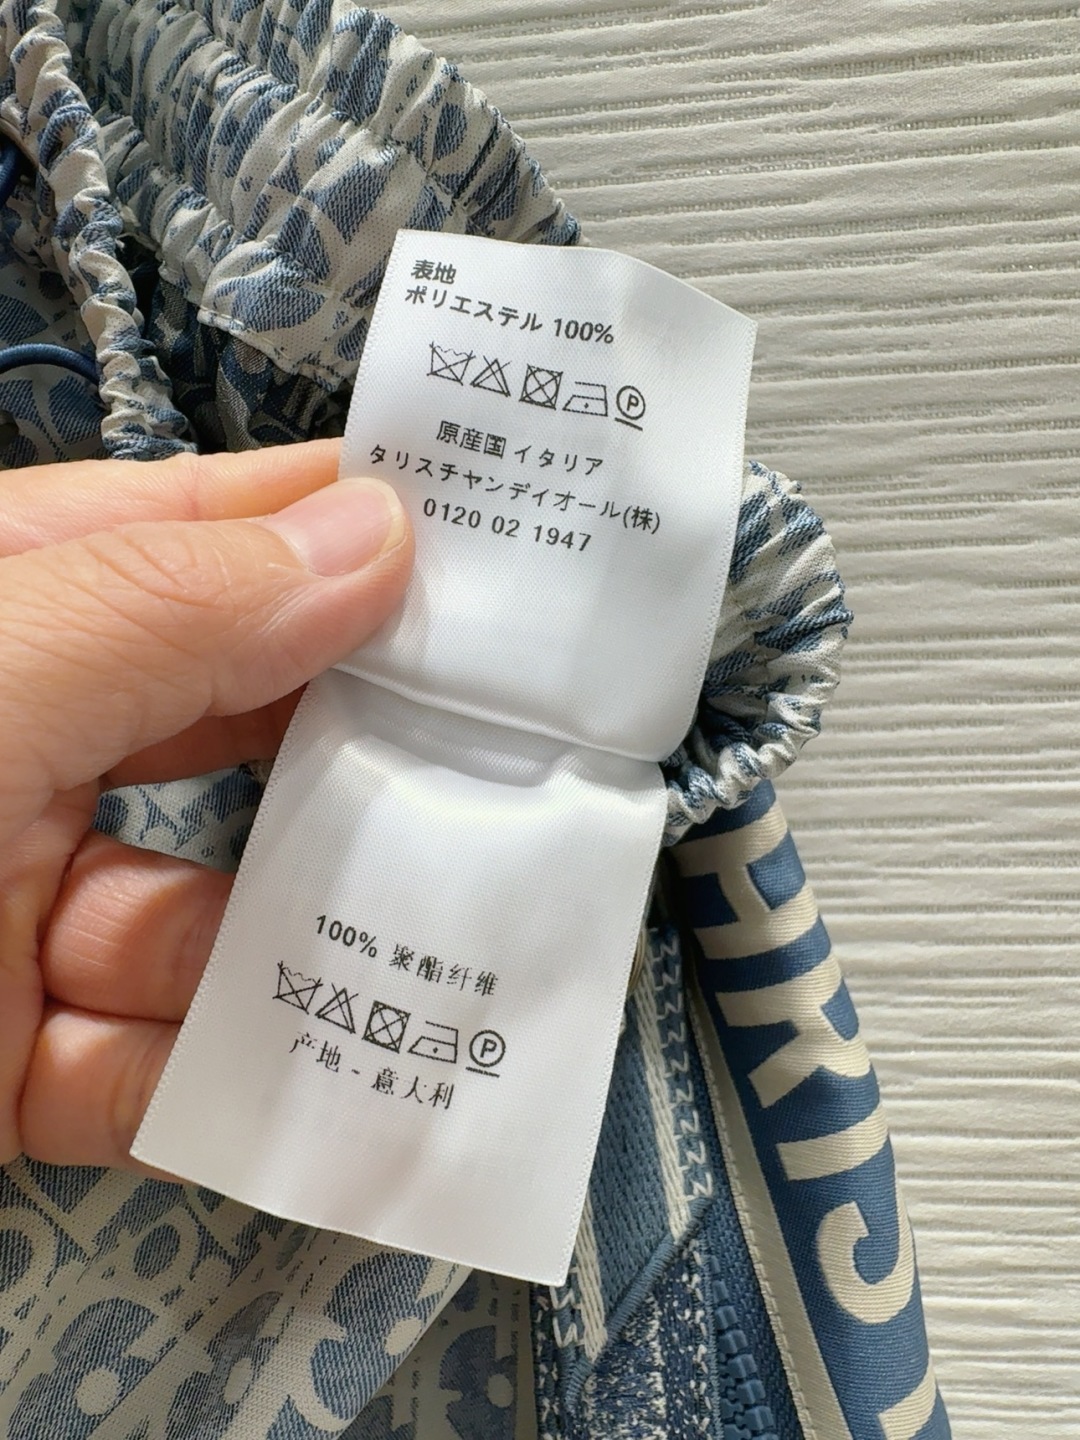 表地
ポリエステル 100%
P
原産国 イタリア
タリスチャンディオール(株)
0120 02 1947
100% 聚酯纤维
P
产地 - 意大利